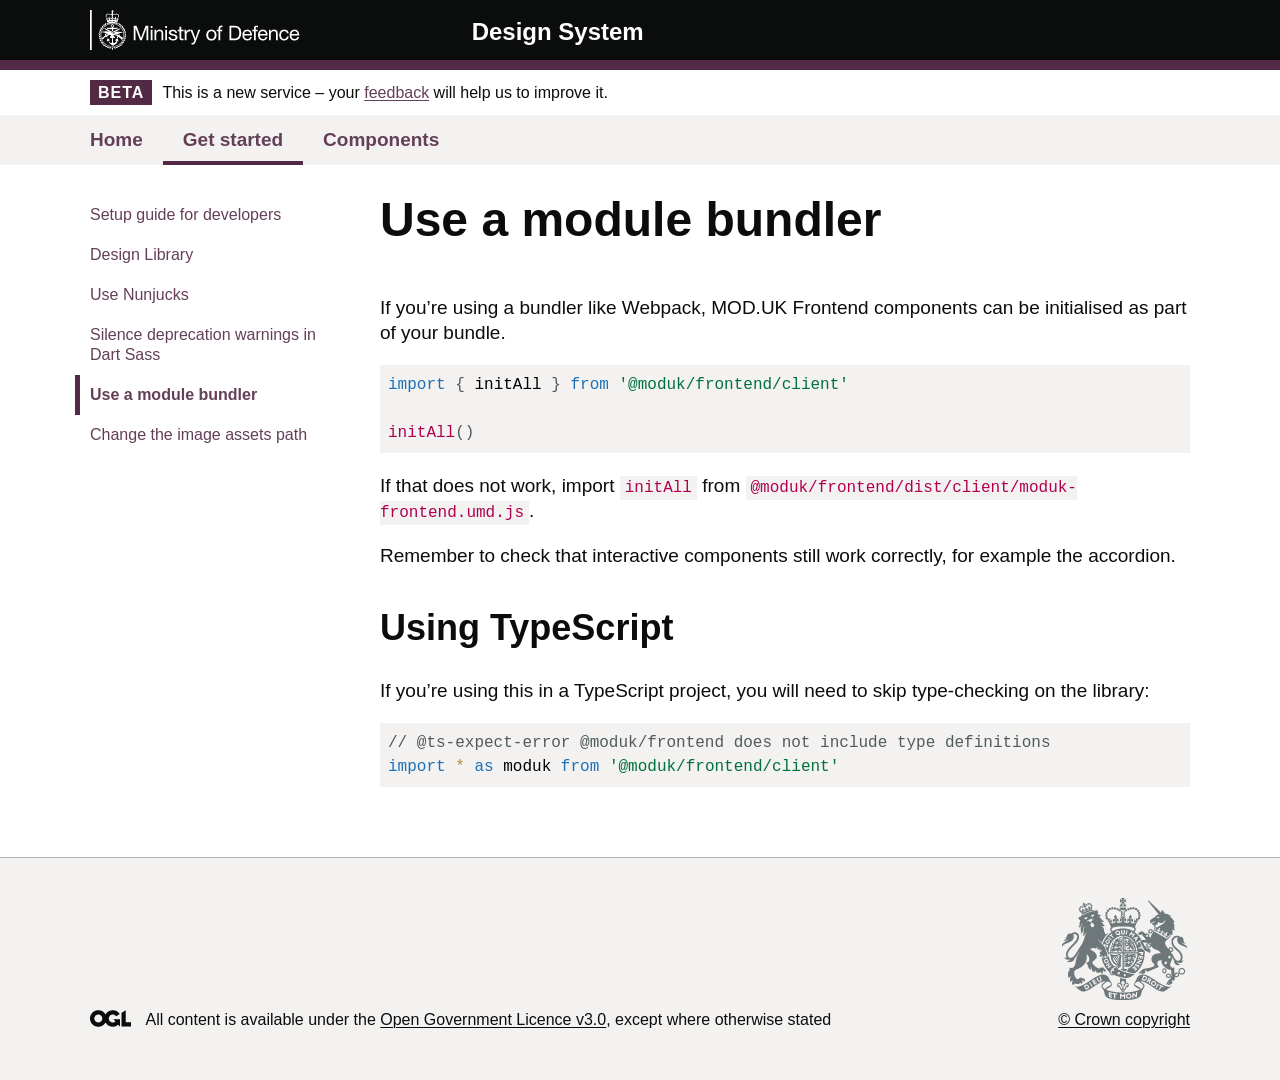 Ministry of Defence
Design System
BETA This is a new service – your feedback will help us to improve it.
Home Get started Components
Setup guide for developers
Design Library
Use Nunjucks
Silence deprecation warnings in
Dart Sass
Use a module bundler
Change the image assets path
Use a module bundler
If you’re using a bundler like Webpack, MOD.UK Frontend components can be initialised as part
of your bundle.
import { initAll } from '@moduk/frontend/client'
initAll()
If that does not work, import initAll from @moduk/frontend/dist/client/moduk-
frontend.umd.js.
Remember to check that interactive components still work correctly, for example the accordion.
Using TypeScript
If you’re using this in a TypeScript project, you will need to skip type-checking on the library:
// @ts-expect-error @moduk/frontend does not include type definitions
import * as moduk from '@moduk/frontend/client'
DIEU ET MON DROIT
OGL All content is available under the Open Government Licence v3.0, except where otherwise stated
© Crown copyright